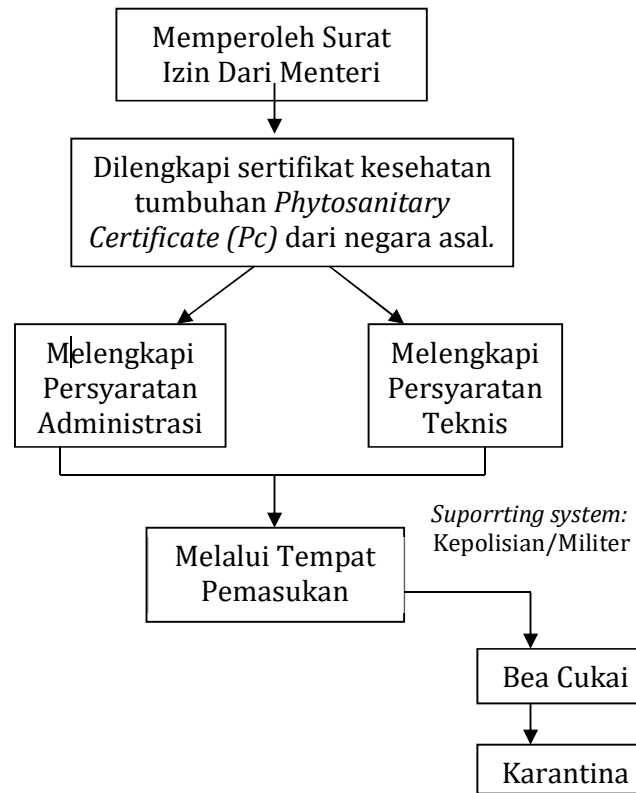 Memperoleh Surat
Izin Dari Menteri
Dilengkapi sertifikat kesehatan
tumbuhan Phytosanitary
Certificate (Pc) dari negara asal.
Melengkapi
Persyaratan
Administrasi
Melengkapi
Persyaratan
Teknis
Suporrting system:
Kepolisian/Militer
Melalui Tempat
Pemasukan
Bea Cukai
Karantina